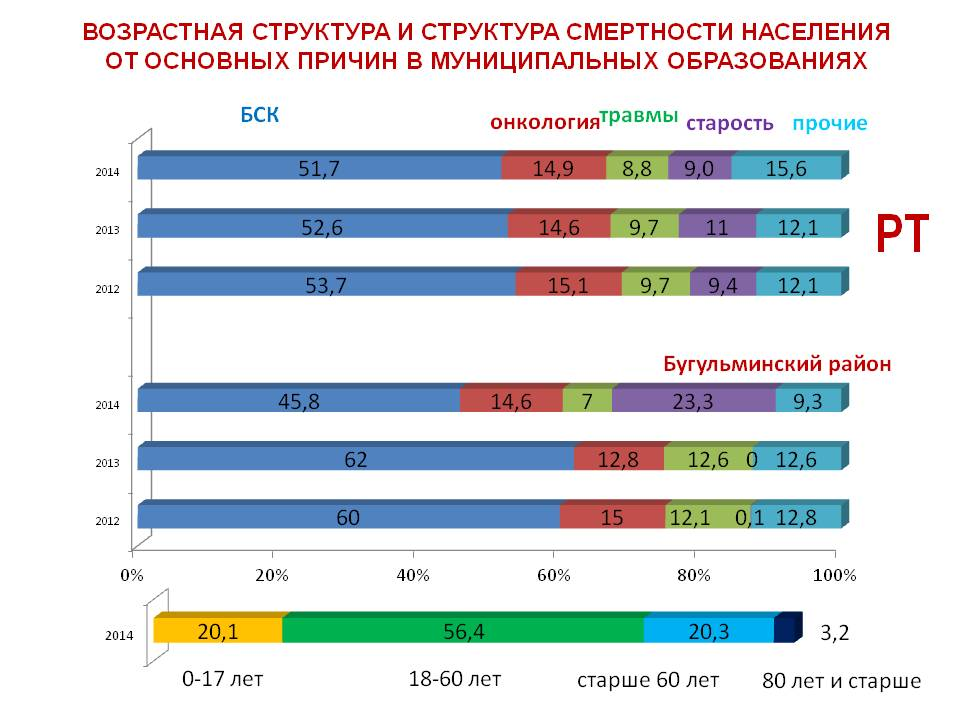 ВОЗРАСТНАЯ СТРУКТУРА И СТРУКТУРА СМЕРТНОСТИ НАСЕЛЕНИЯ
ОТ ОСНОВНЫХ ПРИЧИН В МУНИЦИПАЛЬНЫХ ОБРАЗОВАНИЯХ
БСК онкология травмы старость прочие
2014 51,7 14,9 8,8 9,0 15,6
2013 52,6 14,6 9,7 11 12,1
РТ
2012 53,7 15,1 9,7 9,4 12,1
Бугульминский район
2014 45,8 14,6 7 23,3 9,3
2013 62 12,8 12,6 0 12,6
2012 60 15 12,1 0,1 12,8
0% 20% 40% 60% 80% 100%
2014 20,1 56,4 20,3 3,2
0-17 лет 18-60 лет старше 60 лет 80 лет и старше